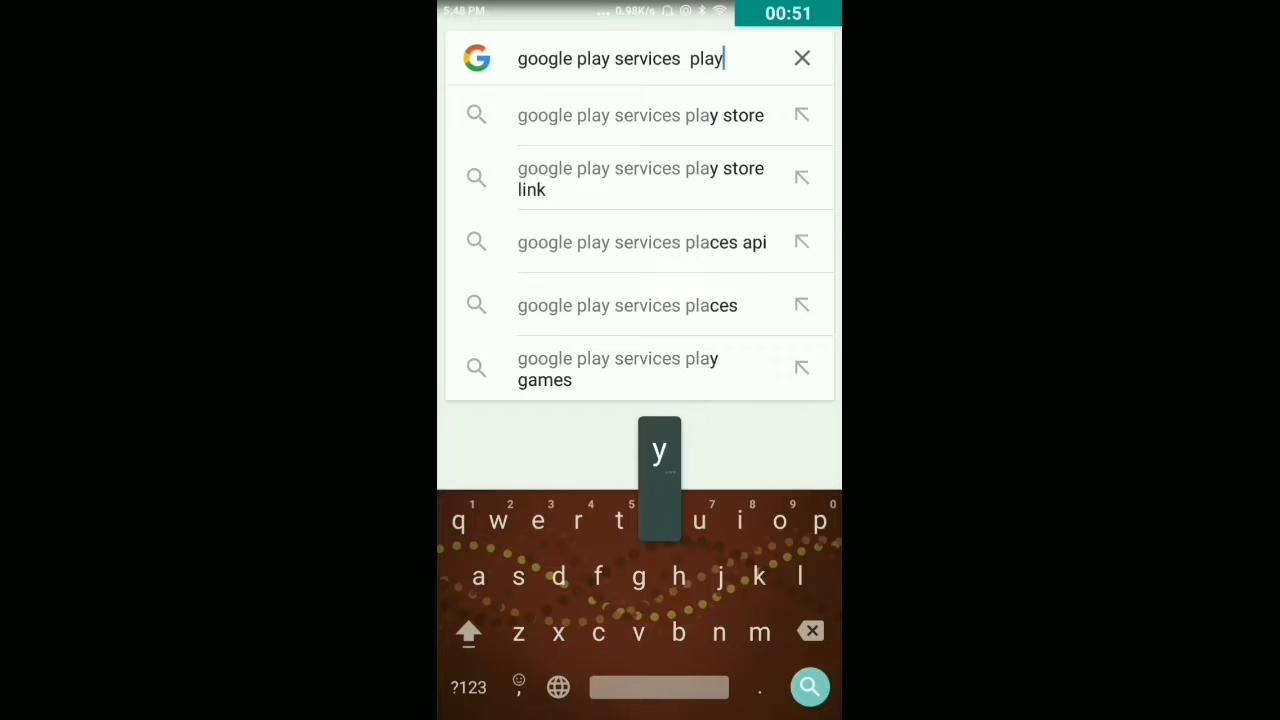 5:48 PM ... 0.98K/s 00:51
google play services  play
google play services play store
google play services play store
link
google play services places api
google play services places
google play services play
games
y
1 2 3 4 5 7 8 9 0
q w e r t u i o p
a s d f g h j k l
z x c v b n m
?123 , .